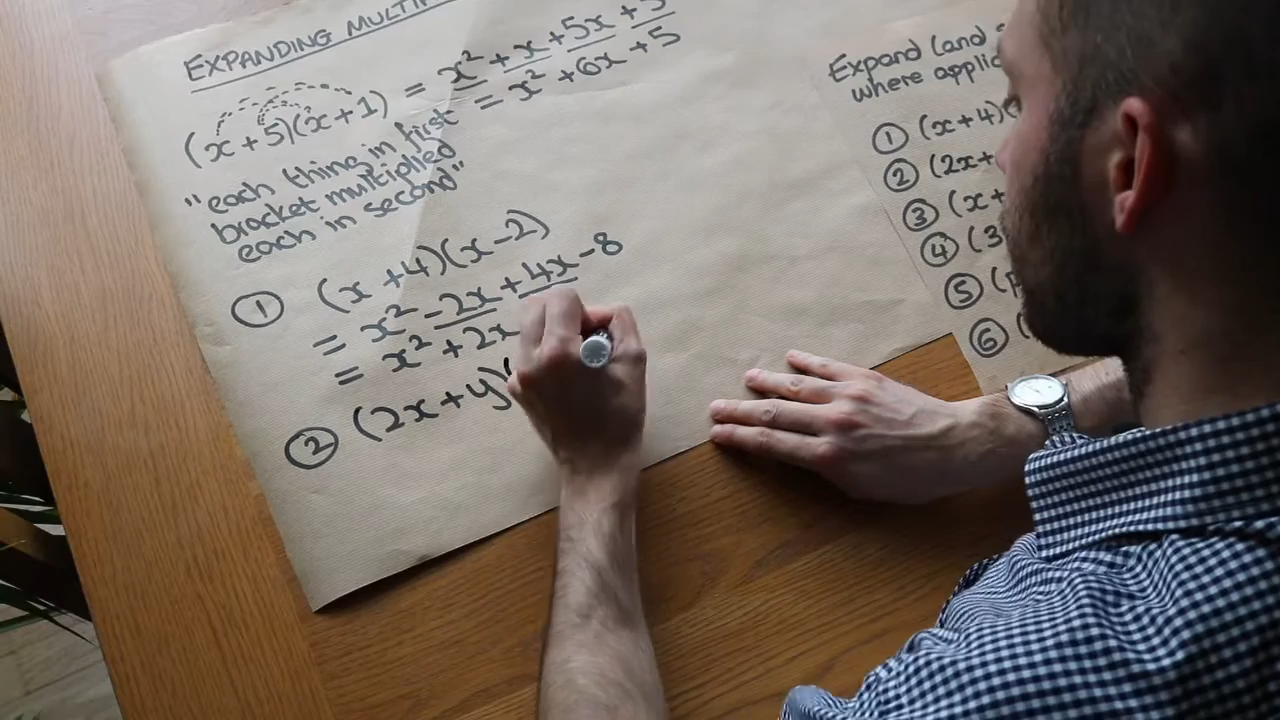 EXPANDING
(x+5)(x+1) = x² + x + 5x + 5
= x² + 6x + 5
"each thing in first
bracket multiplied
each in second"
① (x+4)(x-2)
= x² - 2x + 4x - 8
= x² + 2x
② (2x+y)(
Expand (and
where
① (x+4)
② (2x+
③ (x+
④ (3
⑤ (
⑥ (